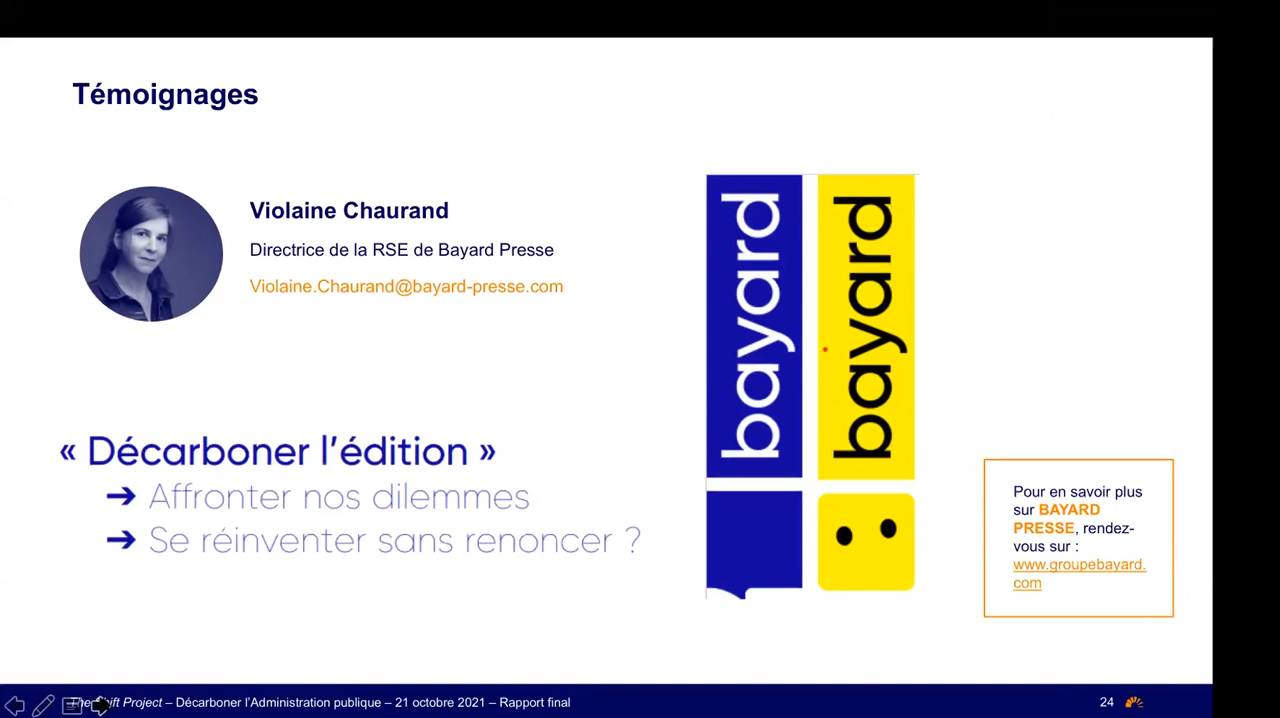 Témoignages
Violaine Chaurand
Directrice de la RSE de Bayard Presse
Violaine.Chaurand@bayard-presse.com
bayard
bayard
« Décarboner l’édition »
➔ Affronter nos dilemmes
➔ Se réinventer sans renoncer ?
Pour en savoir plus
sur BAYARD
PRESSE, rendez-
vous sur :
www.groupebayard.
com
The Shift Project – Décarboner l’Administration publique – 21 octobre 2021 – Rapport final
24